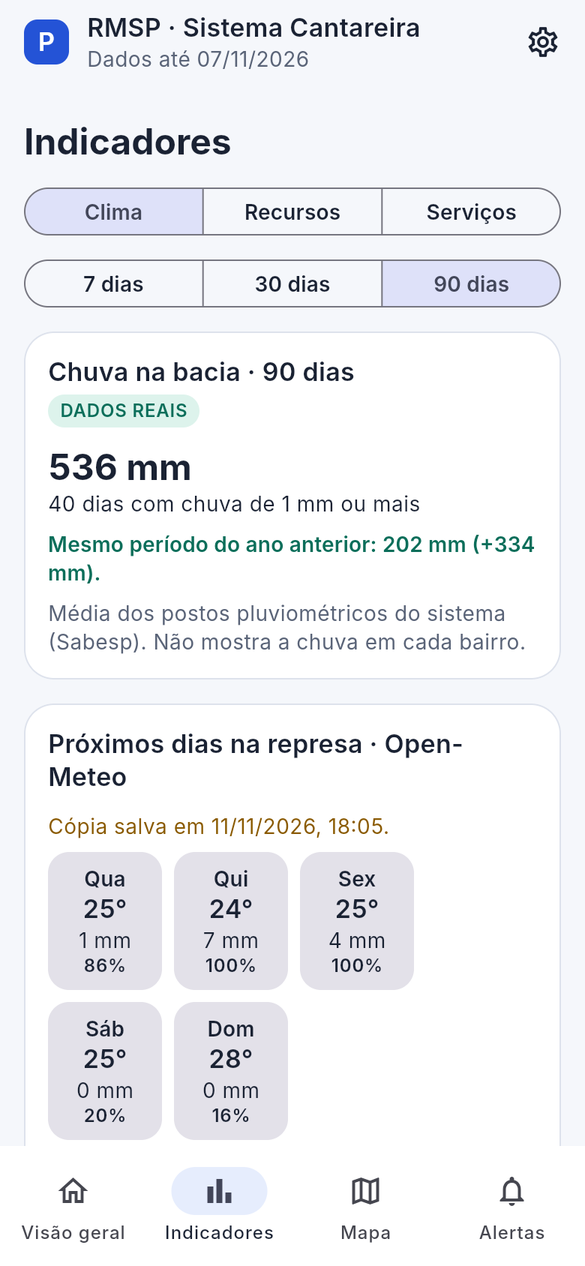 P
RMSP · Sistema Cantareira
Dados até 07/11/2026
Indicadores
Clima
Recursos
Serviços
7 dias
30 dias
90 dias
Chuva na bacia · 90 dias
DADOS REAIS
536 mm
40 dias com chuva de 1 mm ou mais
Mesmo período do ano anterior: 202 mm (+334
mm).
Média dos postos pluviométricos do sistema
(Sabesp). Não mostra a chuva em cada bairro.
Próximos dias na represa · Open-
Meteo
Cópia salva em 11/11/2026, 18:05.
Qua
25°
1 mm
86%
Qui
24°
7 mm
100%
Sex
25°
4 mm
100%
Sáb
25°
0 mm
20%
Dom
28°
0 mm
16%
Visão geral
Indicadores
Mapa
Alertas